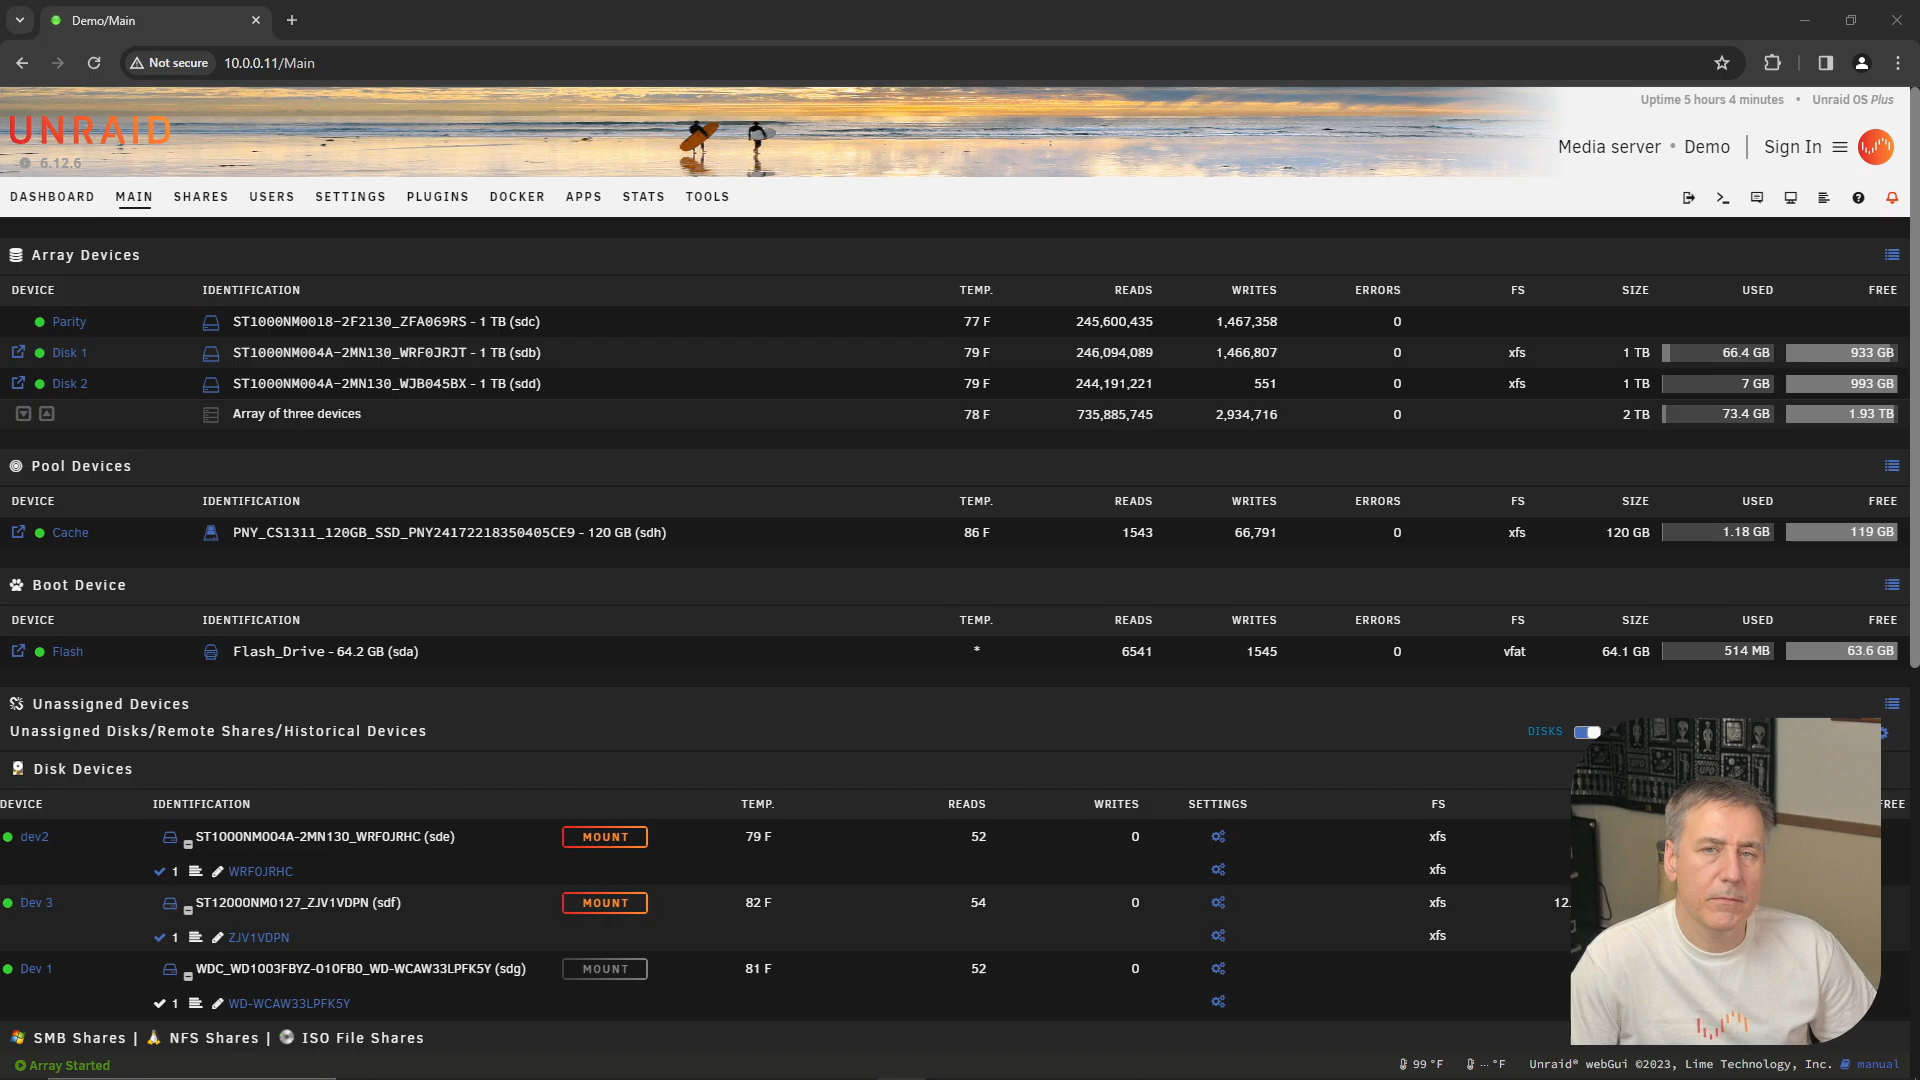 Demo/Main
Not secure 10.0.0.11/Main
Uptime 5 hours 4 minutes • Unraid OS Plus
UNRAID
6.12.6
Media server • Demo | Sign In
DASHBOARD MAIN SHARES USERS SETTINGS PLUGINS DOCKER APPS STATS TOOLS
Array Devices
DEVICE IDENTIFICATION TEMP. READS WRITES ERRORS FS SIZE USED FREE
Parity ST1000NM0018-2F2130_ZFA069RS - 1 TB (sdc) 77 F 245,600,435 1,467,358 0
Disk 1 ST1000NM004A-2MN130_WRF0JRJT - 1 TB (sdb) 79 F 246,094,089 1,466,807 0 xfs 1 TB 66.4 GB 933 GB
Disk 2 ST1000NM004A-2MN130_WJB045BX - 1 TB (sdd) 79 F 244,191,221 551 0 xfs 1 TB 7 GB 993 GB
Array of three devices 78 F 735,885,745 2,934,716 0 2 TB 73.4 GB 1.93 TB
Pool Devices
DEVICE IDENTIFICATION TEMP. READS WRITES ERRORS FS SIZE USED FREE
Cache PNY_CS1311_120GB_SSD_PNY24172218350405CE9 - 120 GB (sdh) 86 F 1543 66,791 0 xfs 120 GB 1.18 GB 119 GB
Boot Device
DEVICE IDENTIFICATION TEMP. READS WRITES ERRORS FS SIZE USED FREE
Flash Flash_Drive - 64.2 GB (sda) * 6541 1545 0 vfat 64.1 GB 514 MB 63.6 GB
Unassigned Devices
Unassigned Disks/Remote Shares/Historical Devices DISKS
Disk Devices
DEVICE IDENTIFICATION TEMP. READS WRITES SETTINGS FS FREE
dev2 ST1000NM004A-2MN130_WRF0JRHC (sde) MOUNT 79 F 52 0 xfs
1 WRF0JRHC xfs
Dev 3 ST12000NM0127_ZJV1VDPN (sdf) MOUNT 82 F 54 0 xfs 12.
1 ZJV1VDPN xfs
Dev 1 WDC_WD1003FBYZ-010FB0_WD-WCAW33LPFK5Y (sdg) MOUNT 81 F 52 0
1 WD-WCAW33LPFK5Y
SMB Shares | NFS Shares | ISO File Shares
Array Started 99 °F --- °F Unraid® webGui ©2023, Lime Technology, Inc. manual